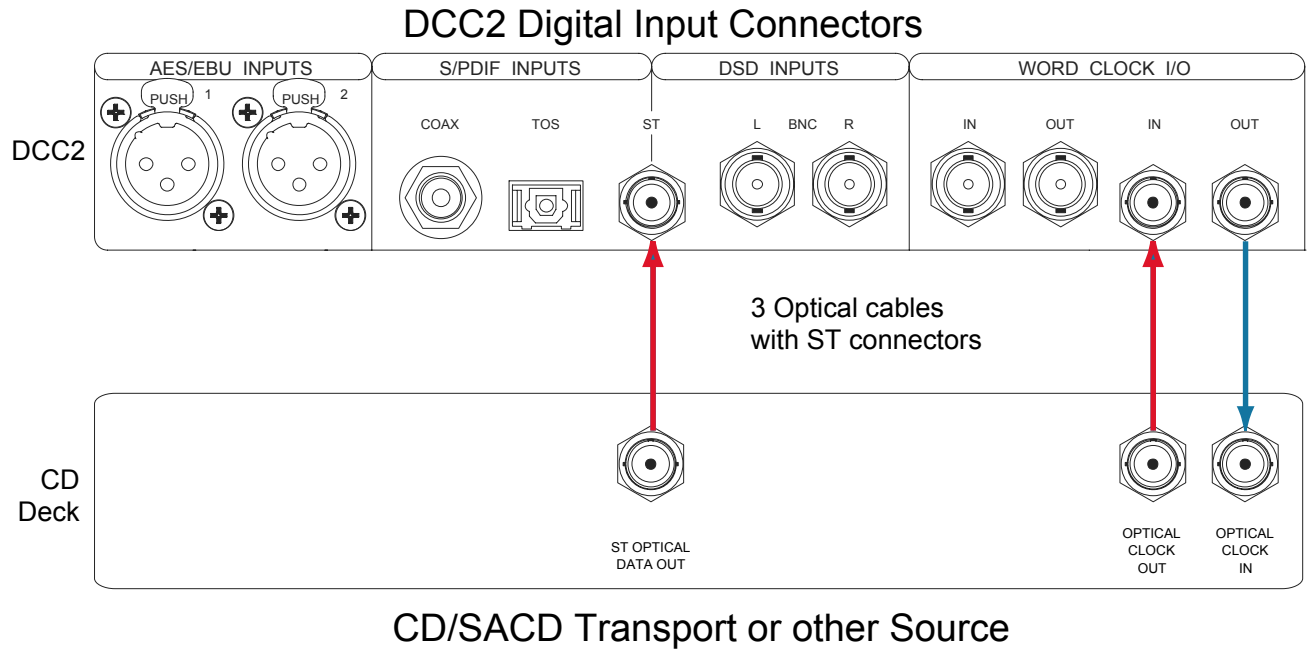 DCC2 Digital Input Connectors
AES/EBU INPUTS
S/PDIF INPUTS
DSD INPUTS
WORD CLOCK I/O
PUSH 1
PUSH 2
COAX
TOS
ST
L BNC R
IN
OUT
IN
OUT
DCC2
3 Optical cables
with ST connectors
CD
Deck
ST OPTICAL
DATA OUT
OPTICAL
CLOCK
OUT
OPTICAL
CLOCK
IN
CD/SACD Transport or other Source